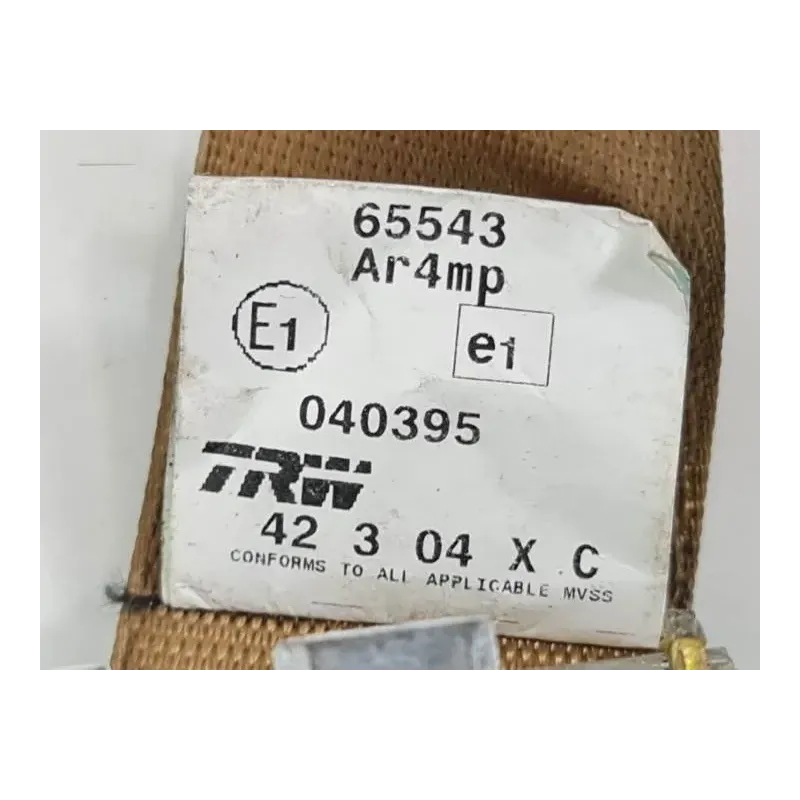 65543
Ar4mp
E1 e1
040395
TRW
42 3 04 X C
CONFORMS TO ALL APPLICABLE MVSS